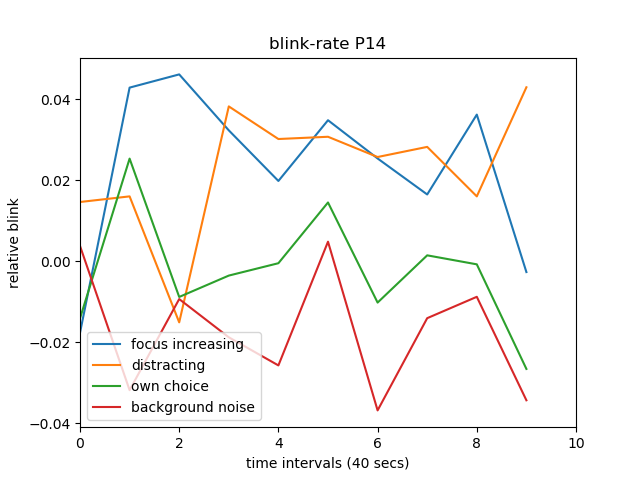 blink-rate P14
relative blink
0.04
0.02
0.00
−0.02
−0.04
focus increasing
distracting
own choice
background noise
0 2 4 6 8 10
time intervals (40 secs)